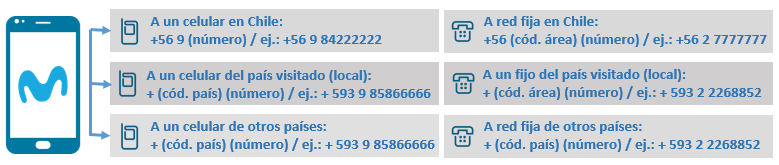 A un celular en Chile:
+56 9 (número) / ej.: +56 9 84222222
A red fija en Chile:
+56 (cód. área) (número) / ej.: +56 2 7777777
A un celular del país visitado (local):
+ (cód. país) (número) / ej.: + 593 9 85866666
A un fijo del país visitado (local):
+ (cód. área) (número) / ej.: + 593 2 2268852
A un celular de otros países:
+ (cód. país) (número) / ej.: + 593 9 85866666
A red fija de otros países:
+ (cód. país) (número) / ej.: + 593 2 2268852